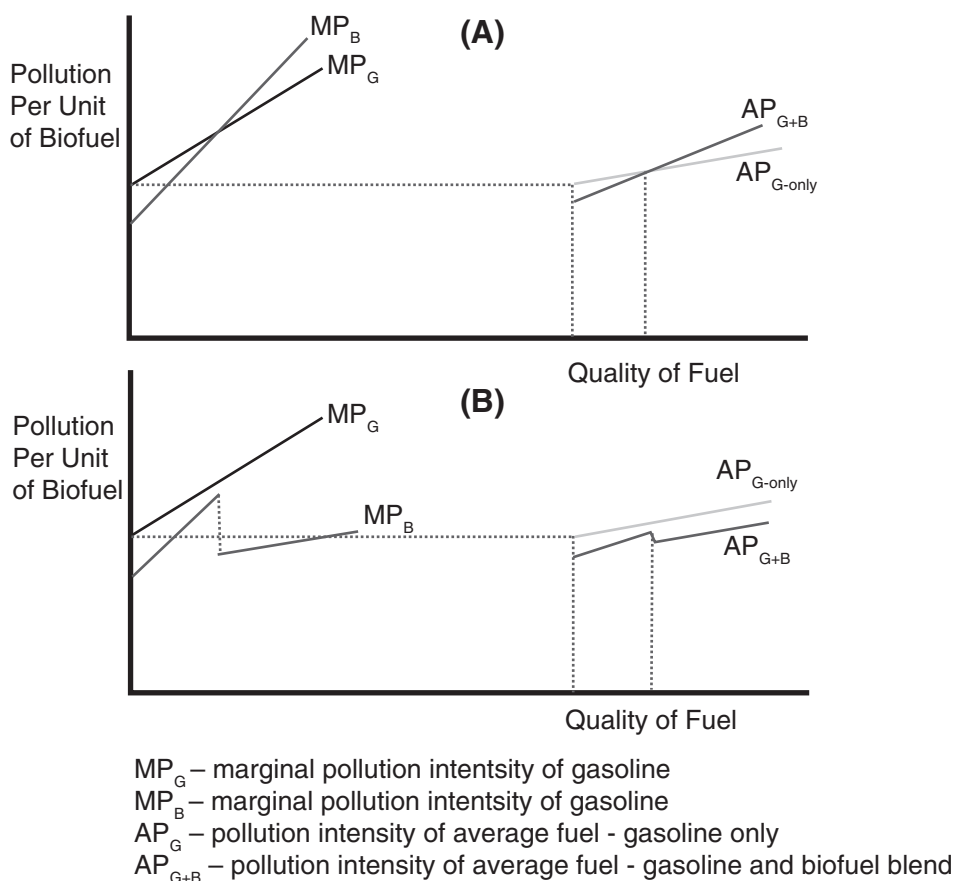 (A)
MP_B
MP_G
Pollution
Per Unit
of Biofuel
AP_G+B
AP_G-only
Quality of Fuel
(B)
MP_G
Pollution
Per Unit
of Biofuel
AP_G-only
MP_B
AP_G+B
Quality of Fuel
MP_G – marginal pollution intentsity of gasoline
MP_B – marginal pollution intentsity of gasoline
AP_G – pollution intensity of average fuel - gasoline only
AP_G+B – pollution intensity of average fuel - gasoline and biofuel blend